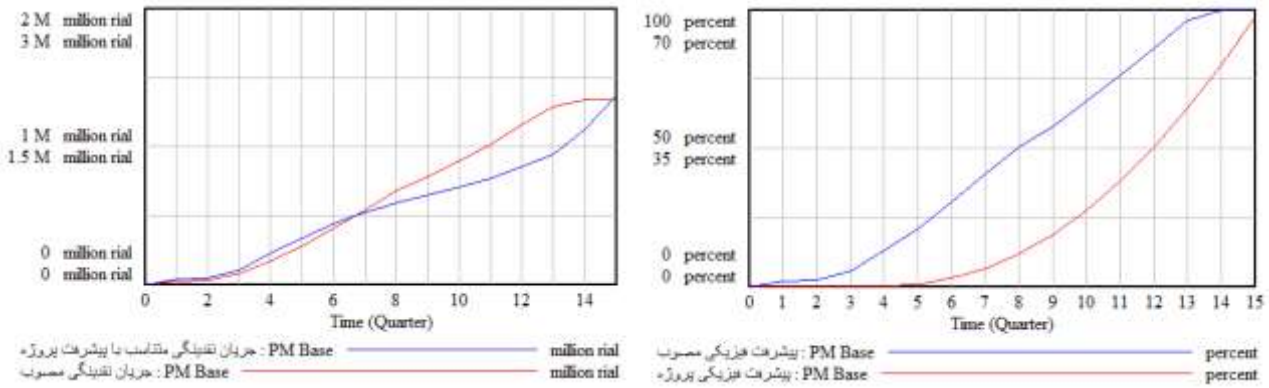 2 M million rial
3 M million rial
1 M million rial
1.5 M million rial
0 million rial
0 million rial
0 2 4 6 8 10 12 14
Time (Quarter)
جریان نقدینگی متناسب با پیشرفت پروژه : PM Base million rial
جریان نقدینگی مصوب : PM Base million rial
100 percent
70 percent
50 percent
35 percent
0 percent
0 percent
0 1 2 3 4 5 6 7 8 9 10 11 12 13 14 15
Time (Quarter)
پیشرفت فیزیکی مصوب : PM Base percent
پیشرفت فیزیکی پروژه : PM Base percent